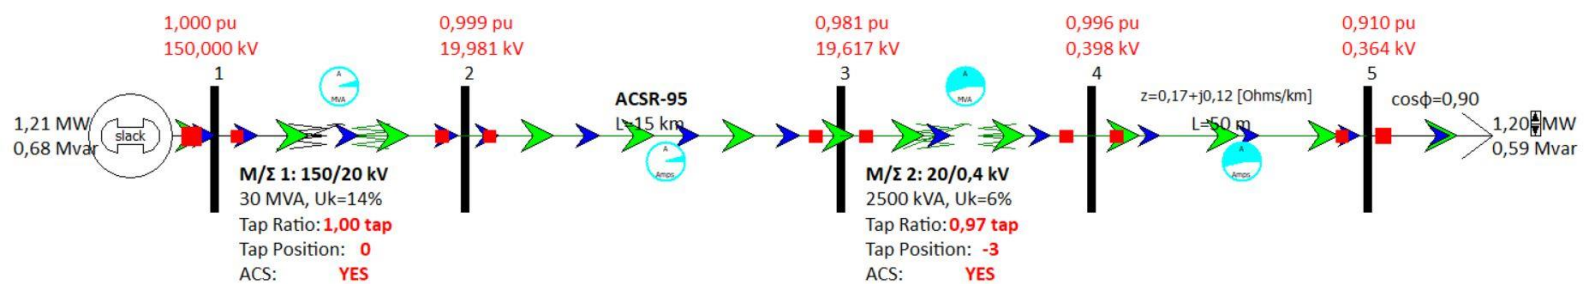 1,000 pu
150,000 kV
1
0,999 pu
19,981 kV
2
0,981 pu
19,617 kV
3
0,996 pu
0,398 kV
4
0,910 pu
0,364 kV
5
1,21 MW
0,68 Mvar
slack
A
MVA
M/Σ 1: 150/20 kV
30 MVA, Uk=14%
Tap Ratio: 1,00 tap
Tap Position: 0
ACS: YES
ACSR-95
L=15 km
A
Amps
A
MVA
M/Σ 2: 20/0,4 kV
2500 kVA, Uk=6%
Tap Ratio: 0,97 tap
Tap Position: -3
ACS: YES
z=0,17+j0,12 [Ohms/km]
L=50 m
A
Amps
cosϕ=0,90
1,20 MW
0,59 Mvar